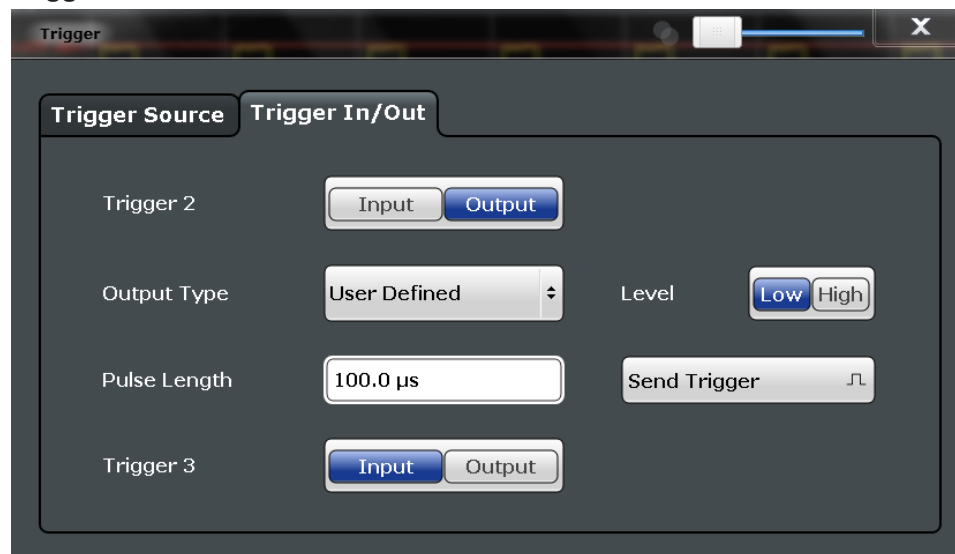 Trigger
X
Trigger Source Trigger In/Out
Trigger 2 Input Output
Output Type User Defined Level Low High
Pulse Length 100.0 µs Send Trigger
Trigger 3 Input Output